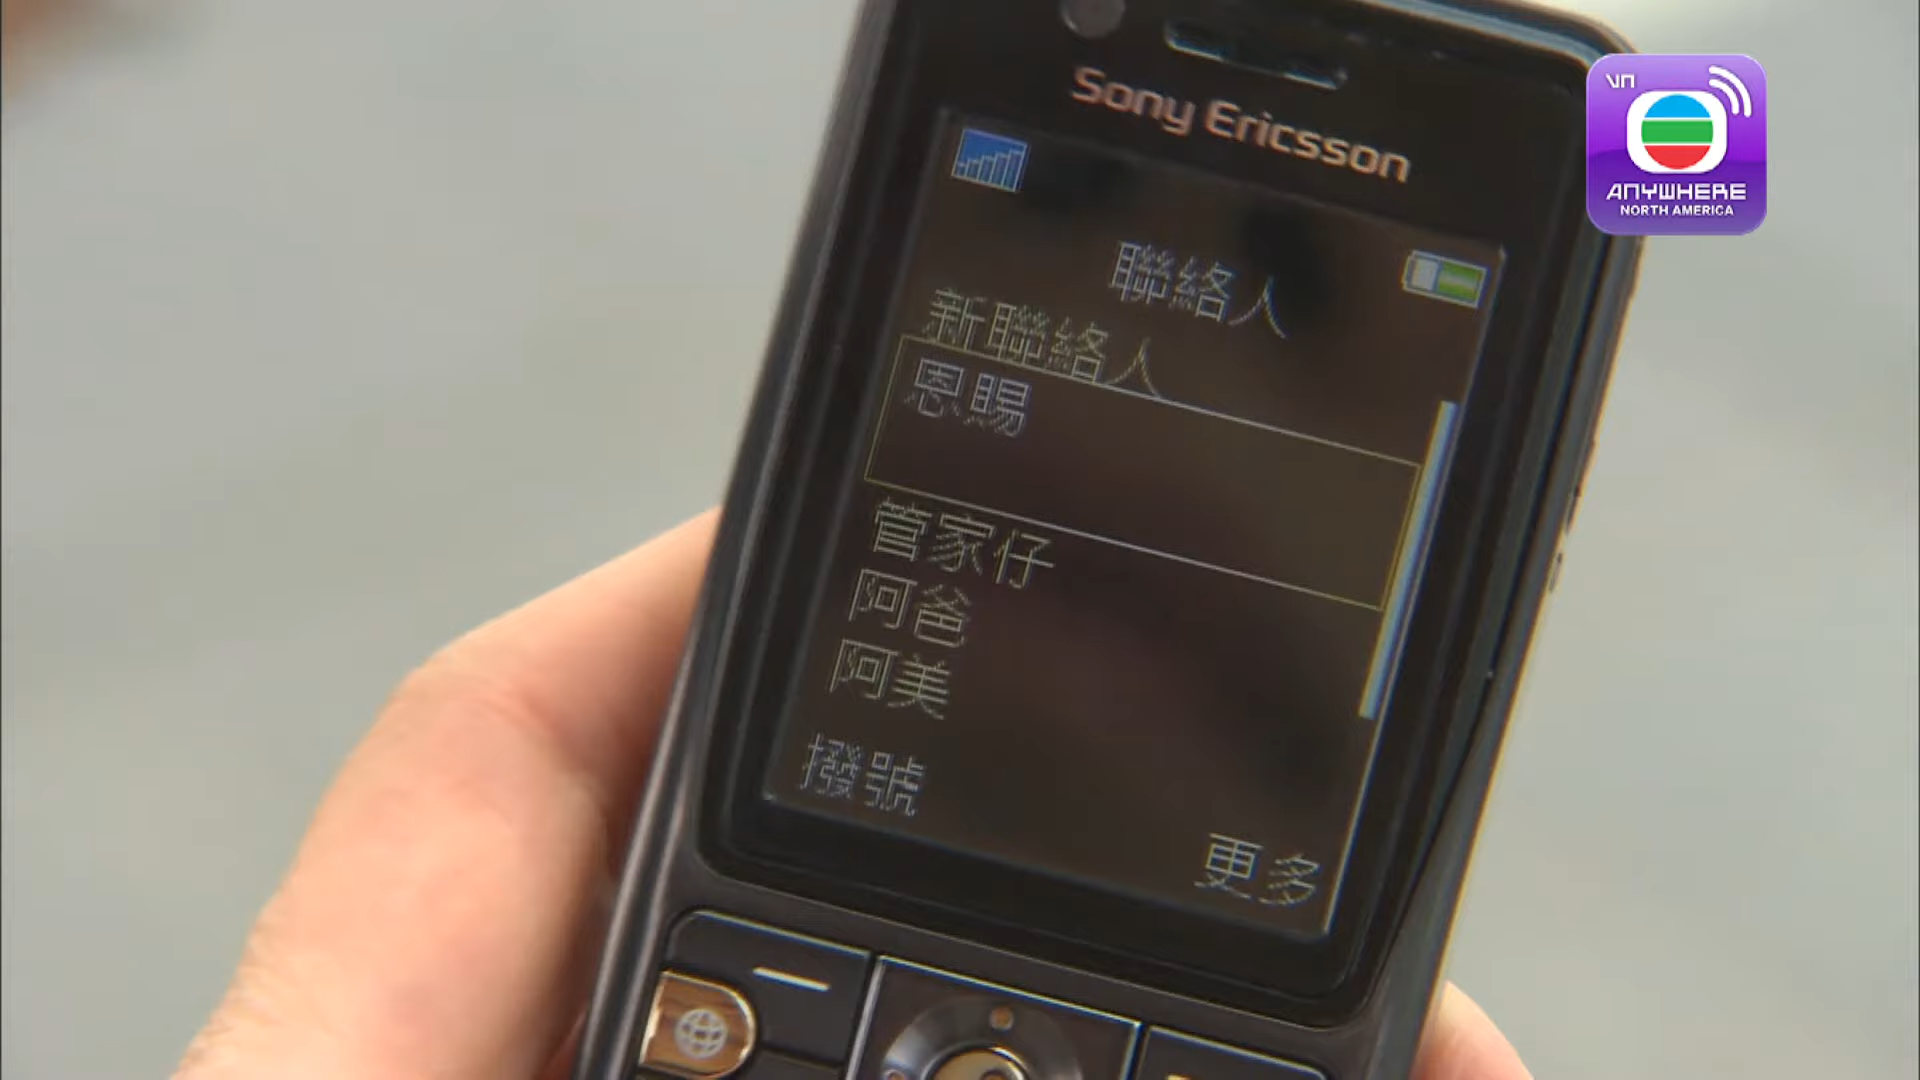 Sony Ericsson
聯絡人
新聯絡人
恩賜
管家仔
阿爸
阿美
撥號
更多
VN
ANYWHERE
NORTH AMERICA